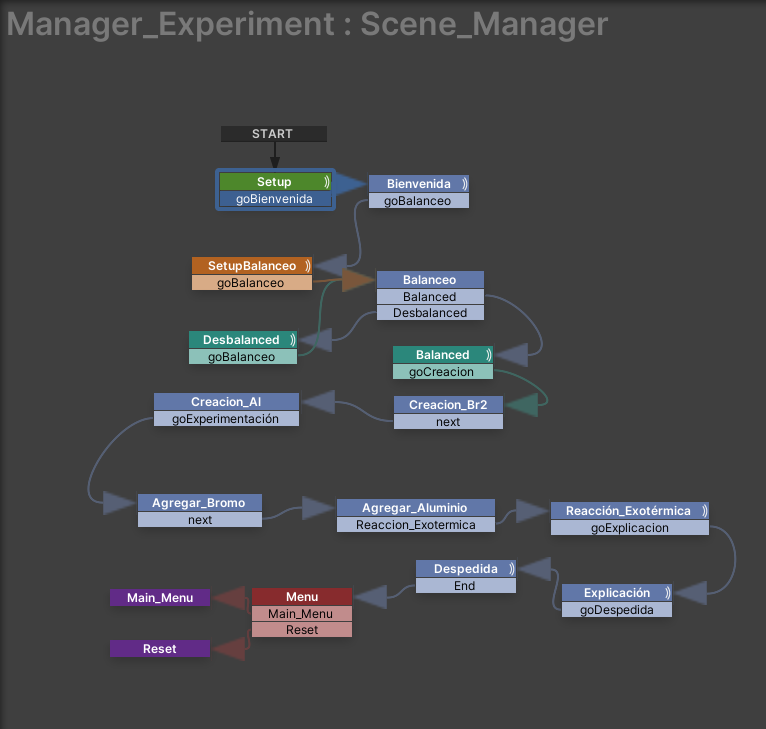 Manager_Experiment : Scene_Manager
START
Setup
goBienvenida
Bienvenida
goBalanceo
SetupBalanceo
goBalanceo
Balanceo
Balanced
Desbalanced
Desbalanced
goBalanceo
Balanced
goCreacion
Creacion_Al
goExperimentación
Creacion_Br2
next
Agregar_Bromo
next
Agregar_Aluminio
Reaccion_Exotermica
Reacción_Exotérmica
goExplicacion
Despedida
End
Explicación
goDespedida
Menu
Main_Menu
Reset
Main_Menu
Reset